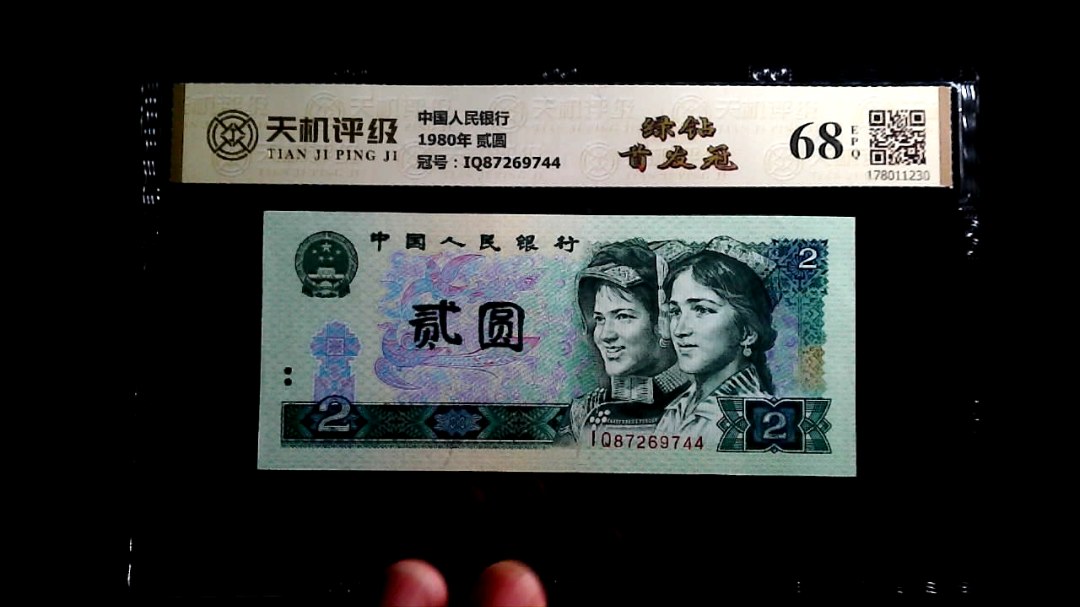 天机评级
TIAN JI PING JI
中国人民银行
1980年 贰圆
冠号：IQ87269744
绿钻
首发冠
68
EPQ
178011230
中国人民银行
贰圆
2
2
IQ87269744
2